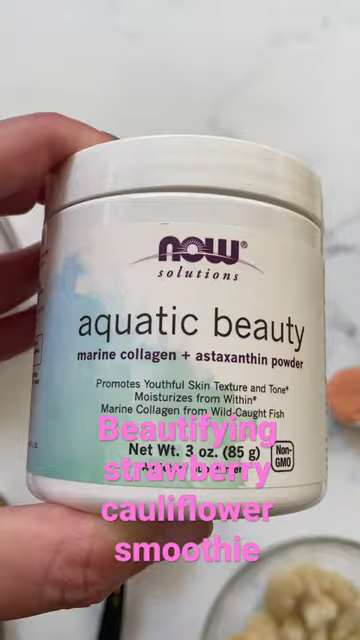 NOW®
solutions
aquatic beauty
marine collagen + astaxanthin powder
Promotes Youthful Skin Texture and Tone*
Moisturizes from Within*
Marine Collagen from Wild-Caught Fish
Net Wt. 3 oz. (85 g)
Non-
GMO
Beautifying
strawberry
cauliflower
smoothie